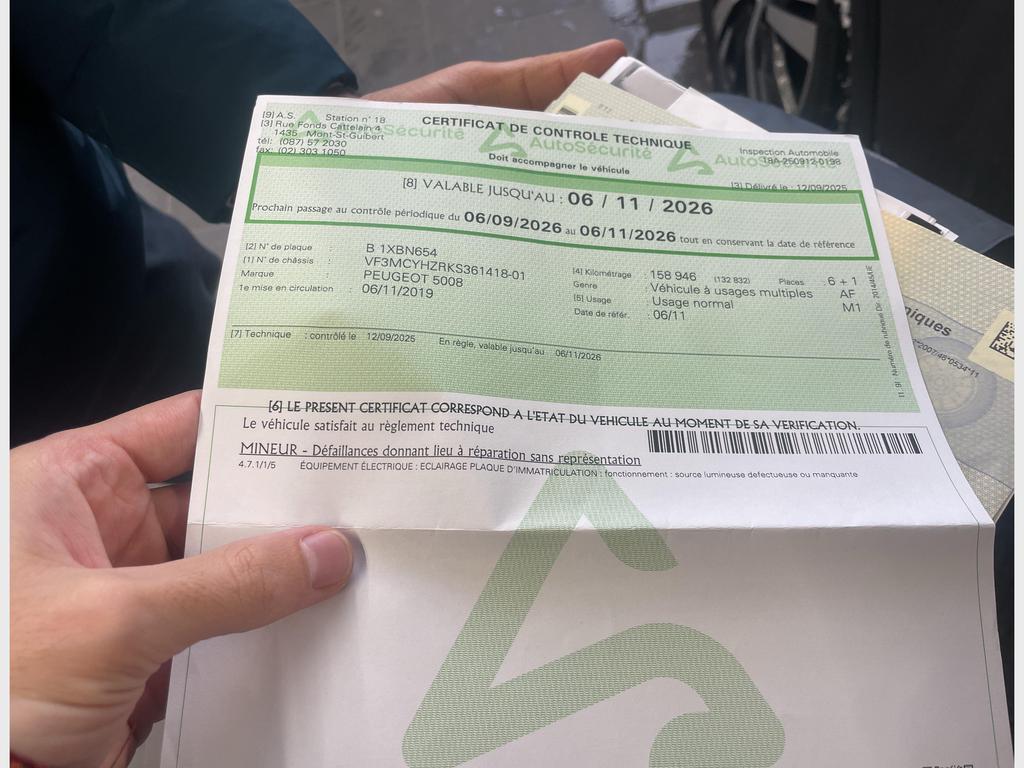 [9] A.S. Station n° 18
[3] Rue Fonds Cattelain 4
1435 Mont-St-Guibert
tél: (087) 57 2030
fax: (02) 303 1050
CERTIFICAT DE CONTROLE TECHNIQUE
AutoSécurité
Doit accompagner le véhicule
Inspection Automobile
18A-250912-0198
[3] Délivré le : 12/09/2025
[8] VALABLE JUSQU'AU : 06 / 11 / 2026
Prochain passage au contrôle périodique du 06/09/2026 au 06/11/2026 tout en conservant la date de référence
[2] N° de plaque : B 1XBN654
[1] N° de châssis : VF3MCYHZRKS361418-01
Marque : PEUGEOT 5008
1e mise en circulation : 06/11/2019
[4] Kilométrage : 158 946 (132 832) Places : 6 + 1
Genre : Véhicule à usages multiples AF
[5] Usage : Usage normal M1
Date de référ. : 06/11
[7] Technique : contrôlé le 12/09/2025 En règle, valable jusqu'au 06/11/2026
[6] LE PRESENT CERTIFICAT CORRESPOND A L'ETAT DU VEHICULE AU MOMENT DE SA VERIFICATION.
Le véhicule satisfait au règlement technique
MINEUR - Défaillances donnant lieu à réparation sans représentation
4.7.1/1/5 ÉQUIPEMENT ÉLECTRIQUE : ECLAIRAGE PLAQUE D'IMMATRICULATION : fonctionnement : source lumineuse defectueuse ou manquante
niques
2007/46*0534*11